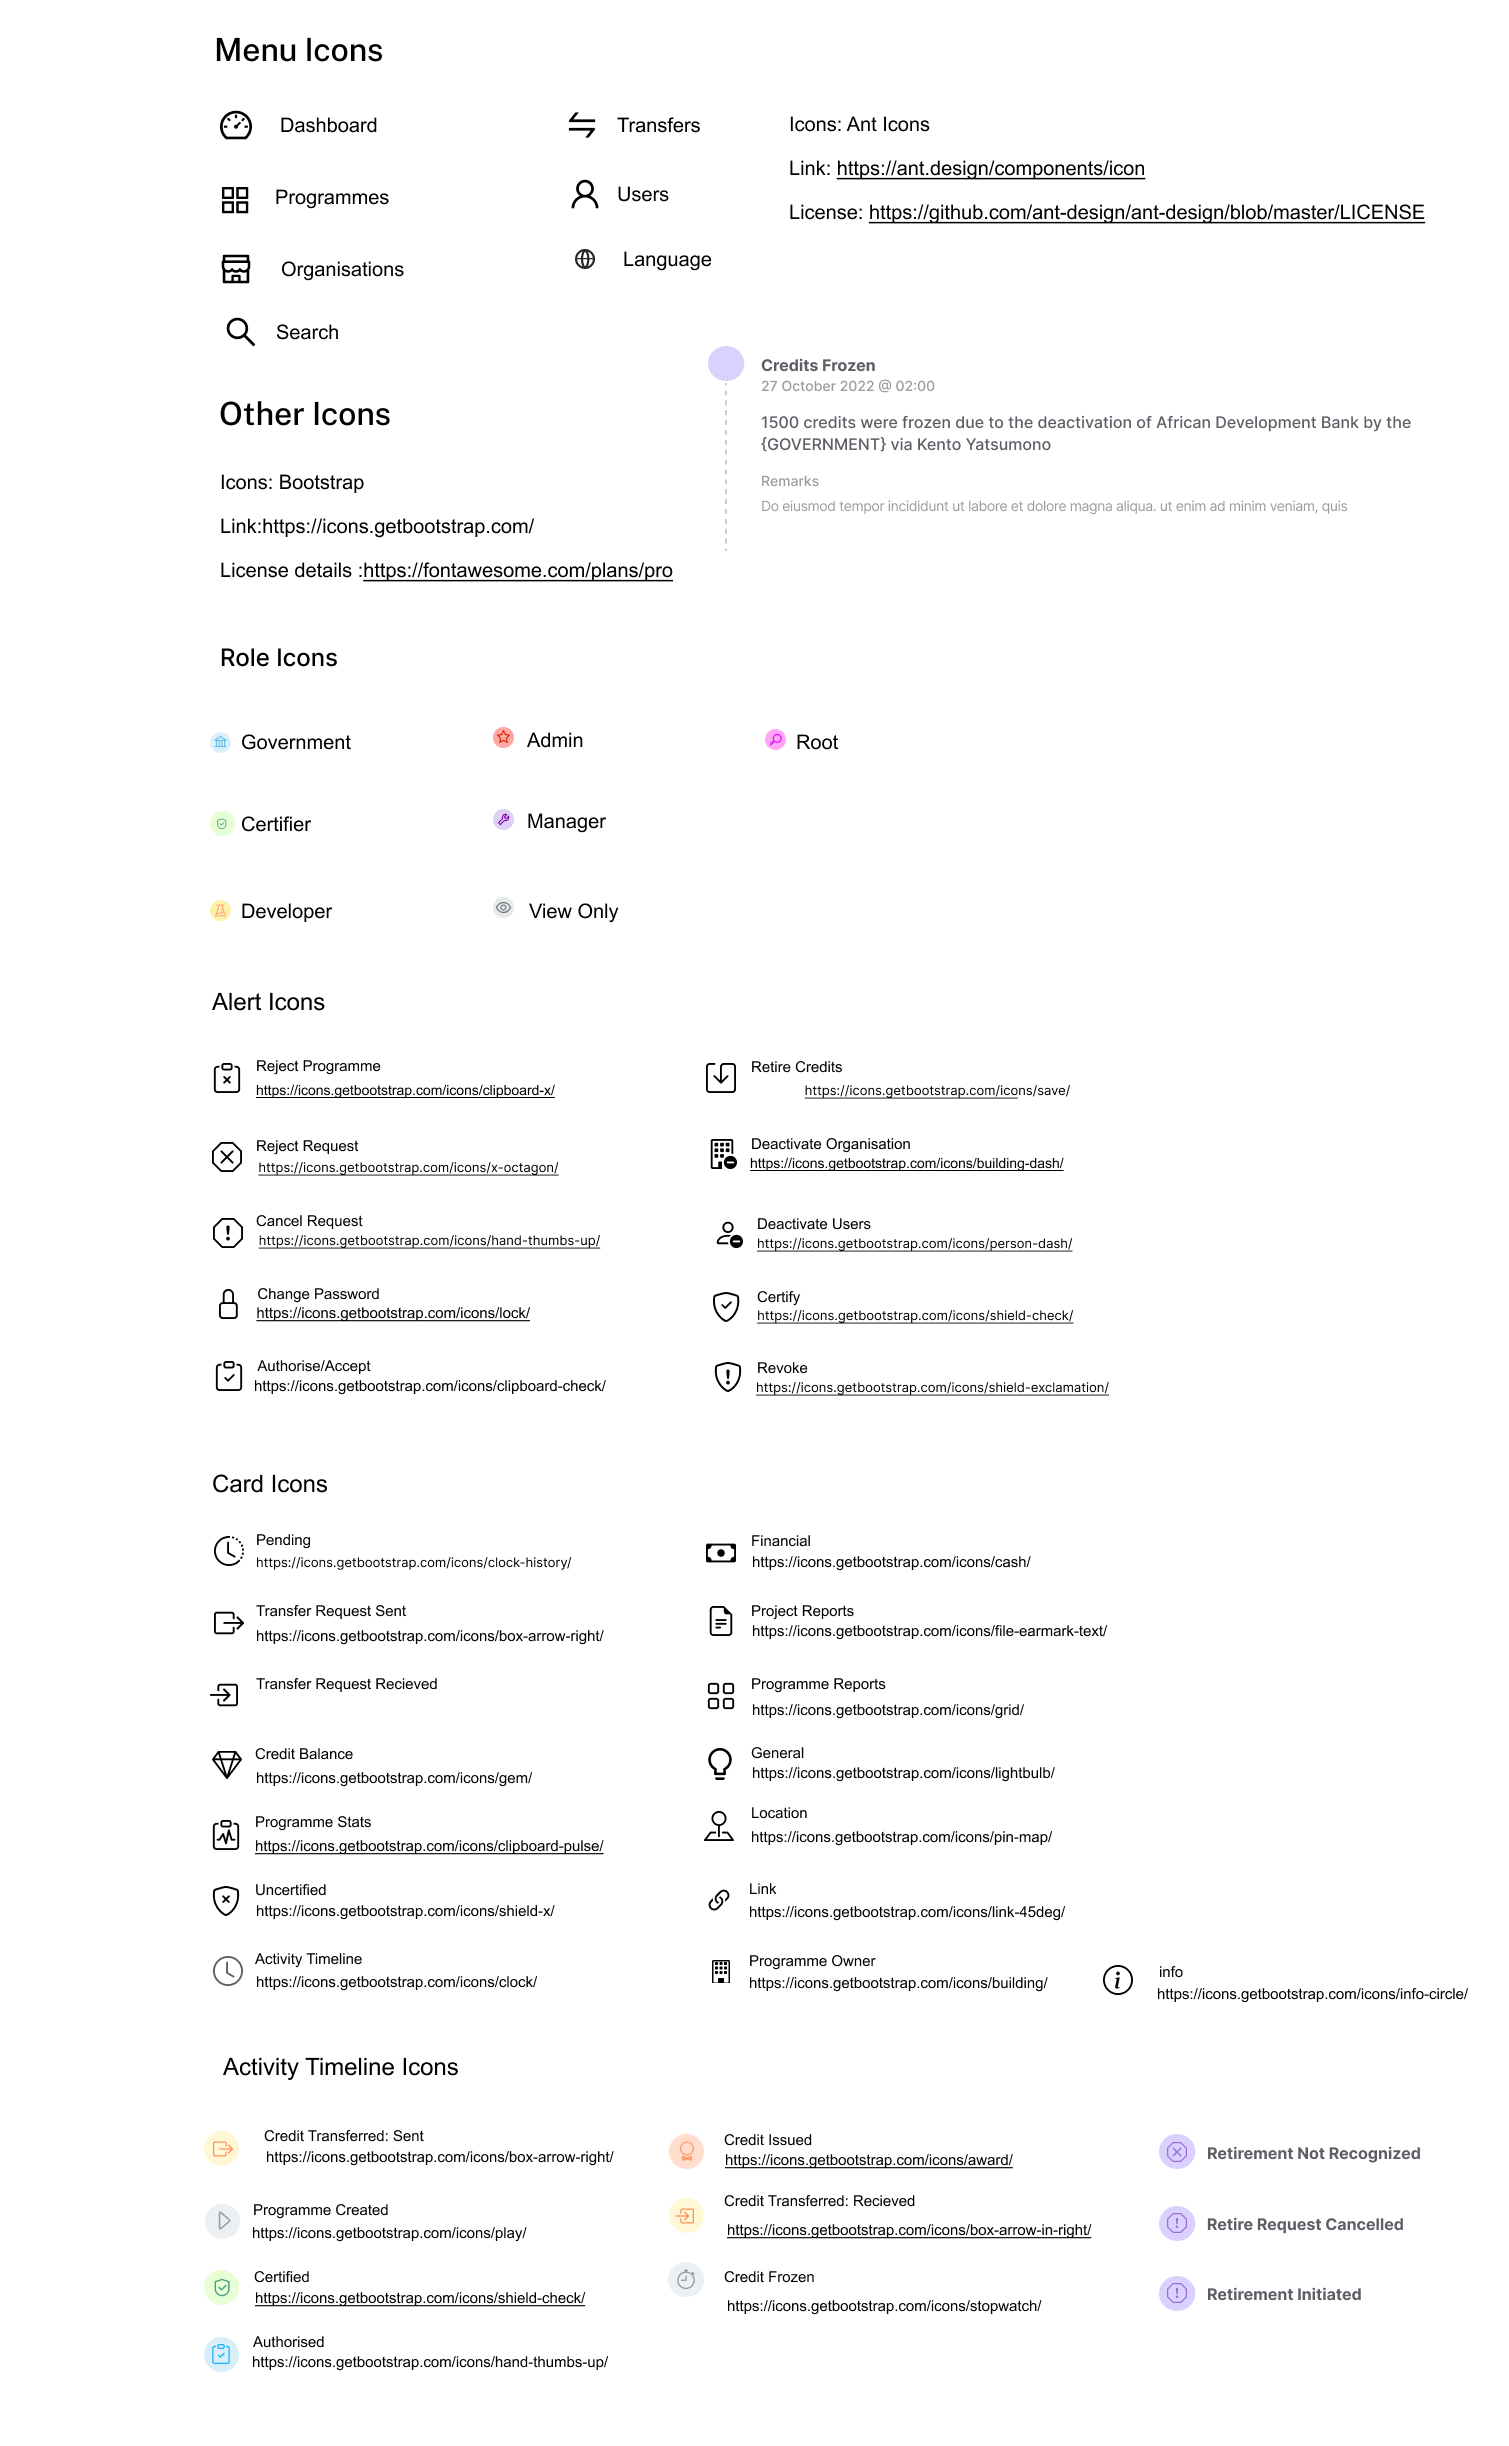 Menu Icons
Dashboard
Transfers
Icons: Ant Icons
Link: https://ant.design/components/icon
Programmes
Users
License: https://github.com/ant-design/ant-design/blob/master/LICENSE
Organisations
Language
Search
Credits Frozen
27 October 2022 @ 02:00
1500 credits were frozen due to the deactivation of African Development Bank by the
{GOVERNMENT} via Kento Yatsumono
Remarks
Do eiusmod tempor incididunt ut labore et dolore magna aliqua. ut enim ad minim veniam, quis
Other Icons
Icons: Bootstrap
Link:https://icons.getbootstrap.com/
License details :https://fontawesome.com/plans/pro
Role Icons
Government
Admin
Root
Certifier
Manager
Developer
View Only
Alert Icons
Reject Programme
https://icons.getbootstrap.com/icons/clipboard-x/
Retire Credits
https://icons.getbootstrap.com/icons/save/
Reject Request
https://icons.getbootstrap.com/icons/x-octagon/
Deactivate Organisation
https://icons.getbootstrap.com/icons/building-dash/
Cancel Request
https://icons.getbootstrap.com/icons/hand-thumbs-up/
Deactivate Users
https://icons.getbootstrap.com/icons/person-dash/
Change Password
https://icons.getbootstrap.com/icons/lock/
Certify
https://icons.getbootstrap.com/icons/shield-check/
Authorise/Accept
https://icons.getbootstrap.com/icons/clipboard-check/
Revoke
https://icons.getbootstrap.com/icons/shield-exclamation/
Card Icons
Pending
https://icons.getbootstrap.com/icons/clock-history/
Financial
https://icons.getbootstrap.com/icons/cash/
Transfer Request Sent
https://icons.getbootstrap.com/icons/box-arrow-right/
Project Reports
https://icons.getbootstrap.com/icons/file-earmark-text/
Transfer Request Recieved
Programme Reports
https://icons.getbootstrap.com/icons/grid/
Credit Balance
https://icons.getbootstrap.com/icons/gem/
General
https://icons.getbootstrap.com/icons/lightbulb/
Programme Stats
https://icons.getbootstrap.com/icons/clipboard-pulse/
Location
https://icons.getbootstrap.com/icons/pin-map/
Uncertified
https://icons.getbootstrap.com/icons/shield-x/
Link
https://icons.getbootstrap.com/icons/link-45deg/
Activity Timeline
https://icons.getbootstrap.com/icons/clock/
Programme Owner
https://icons.getbootstrap.com/icons/building/
info
https://icons.getbootstrap.com/icons/info-circle/
Activity Timeline Icons
Credit Transferred: Sent
https://icons.getbootstrap.com/icons/box-arrow-right/
Credit Issued
https://icons.getbootstrap.com/icons/award/
Retirement Not Recognized
Programme Created
https://icons.getbootstrap.com/icons/play/
Credit Transferred: Recieved
https://icons.getbootstrap.com/icons/box-arrow-in-right/
Retire Request Cancelled
Certified
https://icons.getbootstrap.com/icons/shield-check/
Credit Frozen
https://icons.getbootstrap.com/icons/stopwatch/
Retirement Initiated
Authorised
https://icons.getbootstrap.com/icons/hand-thumbs-up/